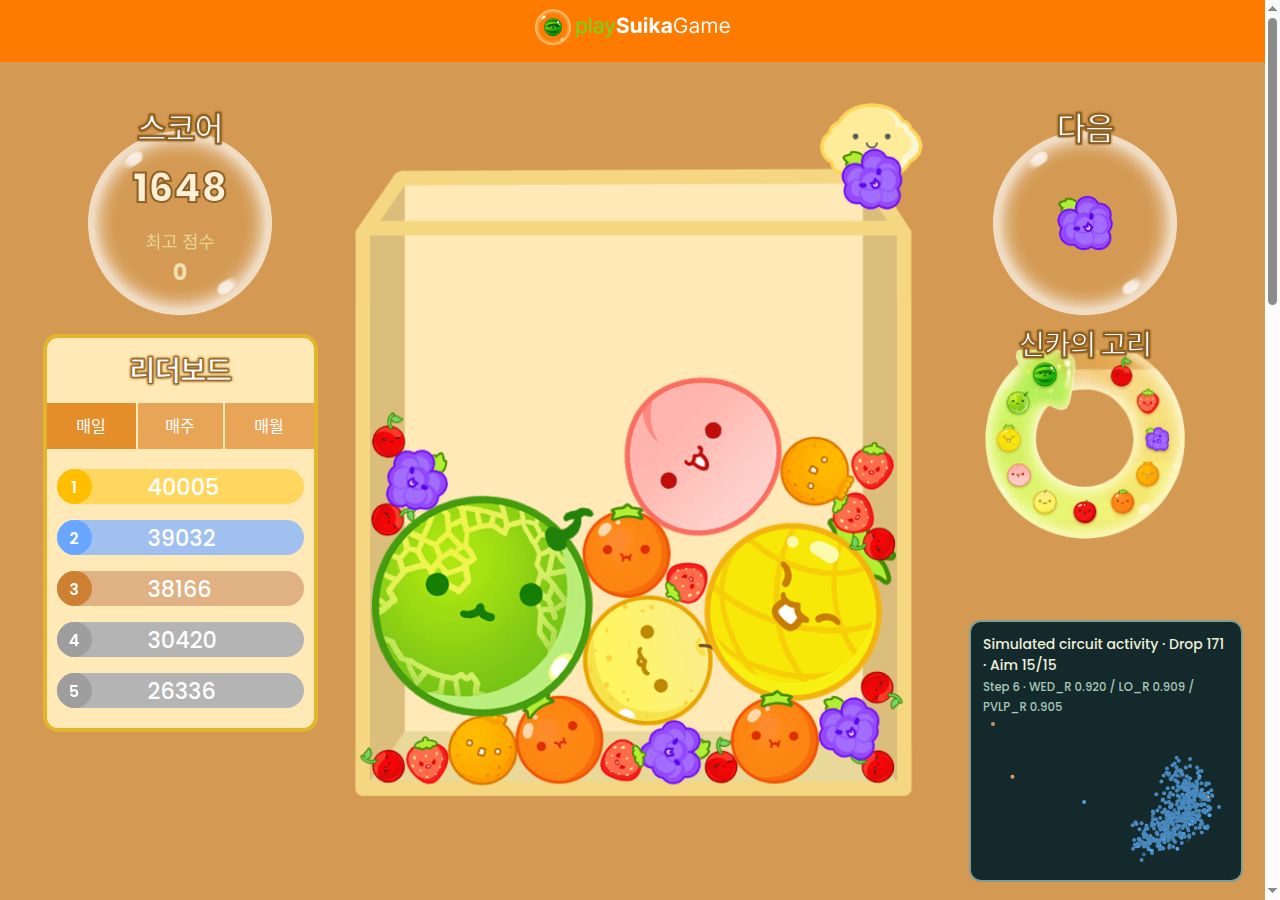 playSuikaGame
스코어
1648
최고 점수
0
다음
신카의 고리
리더보드
매일
매주
매월
1
40005
2
39032
3
38166
4
30420
5
26336
Simulated circuit activity · Drop 171
· Aim 15/15
Step 6 · WED_R 0.920 / LO_R 0.909 /
PVLP_R 0.905